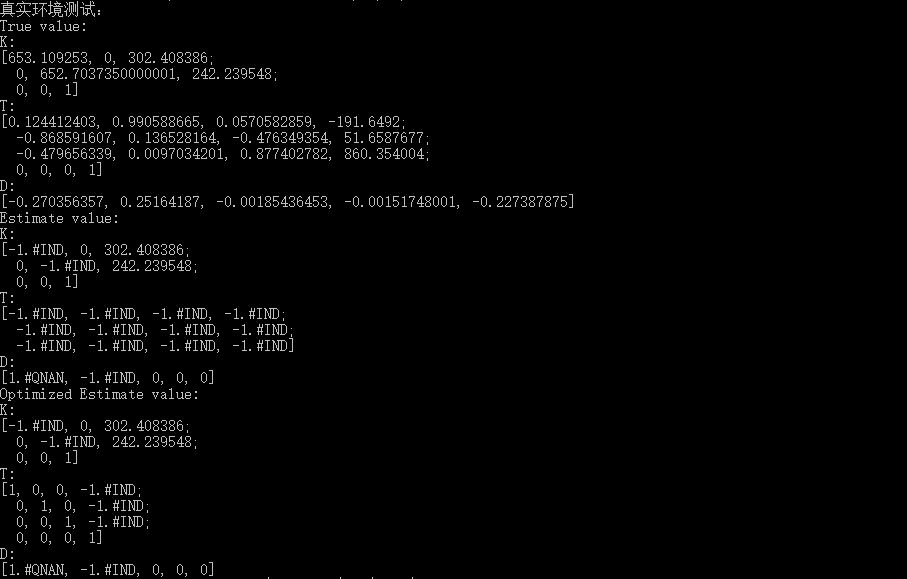 真实环境测试：
True value:
K:
[653.109253, 0, 302.408386;
0, 652.7037350000001, 242.239548;
0, 0, 1]
T:
[0.124412403, 0.990588665, 0.0570582859, -191.6492;
-0.868591607, 0.136528164, -0.476349354, 51.6587677;
-0.479656339, 0.0097034201, 0.877402782, 860.354004;
0, 0, 0, 1]
D:
[-0.270356357, 0.25164187, -0.00185436453, -0.00151748001, -0.227387875]
Estimate value:
K:
[-1.#IND, 0, 302.408386;
0, -1.#IND, 242.239548;
0, 0, 1]
T:
[-1.#IND, -1.#IND, -1.#IND, -1.#IND;
-1.#IND, -1.#IND, -1.#IND, -1.#IND;
-1.#IND, -1.#IND, -1.#IND, -1.#IND]
D:
[1.#QNAN, -1.#IND, 0, 0, 0]
Optimized Estimate value:
K:
[-1.#IND, 0, 302.408386;
0, -1.#IND, 242.239548;
0, 0, 1]
T:
[1, 0, 0, -1.#IND;
0, 1, 0, -1.#IND;
0, 0, 1, -1.#IND;
0, 0, 0, 1]
D:
[1.#QNAN, -1.#IND, 0, 0, 0]